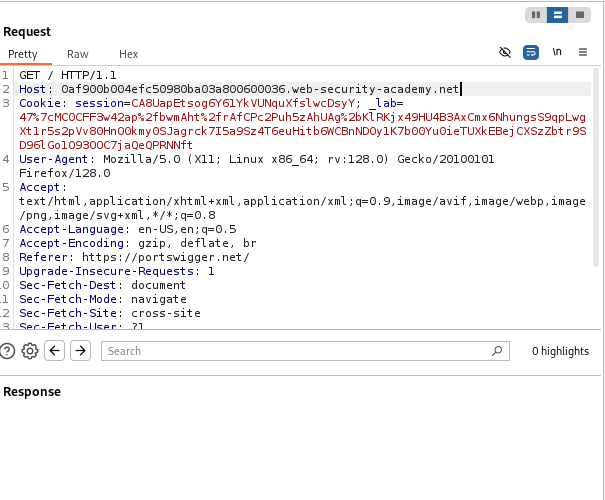 Request
Pretty Raw Hex \n
1 GET / HTTP/1.1
2 Host: 0af900b004efc50980ba03a800600036.web-security-academy.net
3 Cookie: session=CA8UapEtsog6Y61YkVUNquXfslwcDsyY; _lab=
47%7cMC0CFF3w42ap%2fbwmAht%2frAfCPc2Puh5zAhUAg%2bKlRKjx49HU4B3AxCmx6NhungsS9qpLwg
Xt1r5s2pVv80HnO0kmy0SJagrck7I5a9Sz4T6euHitb6WCBnNDOy1K7b00Yu0ieTUXkEBejCXSzZbtr9S
D96lGo1O93OOC7jaQeQPRNNft
4 User-Agent: Mozilla/5.0 (X11; Linux x86_64; rv:128.0) Gecko/20100101
Firefox/128.0
5 Accept:
text/html,application/xhtml+xml,application/xml;q=0.9,image/avif,image/webp,image
/png,image/svg+xml,*/*;q=0.8
6 Accept-Language: en-US,en;q=0.5
7 Accept-Encoding: gzip, deflate, br
8 Referer: https://portswigger.net/
9 Upgrade-Insecure-Requests: 1
0 Sec-Fetch-Dest: document
1 Sec-Fetch-Mode: navigate
2 Sec-Fetch-Site: cross-site
3 Sec-Fetch-User: ?1
Search 0 highlights
Response